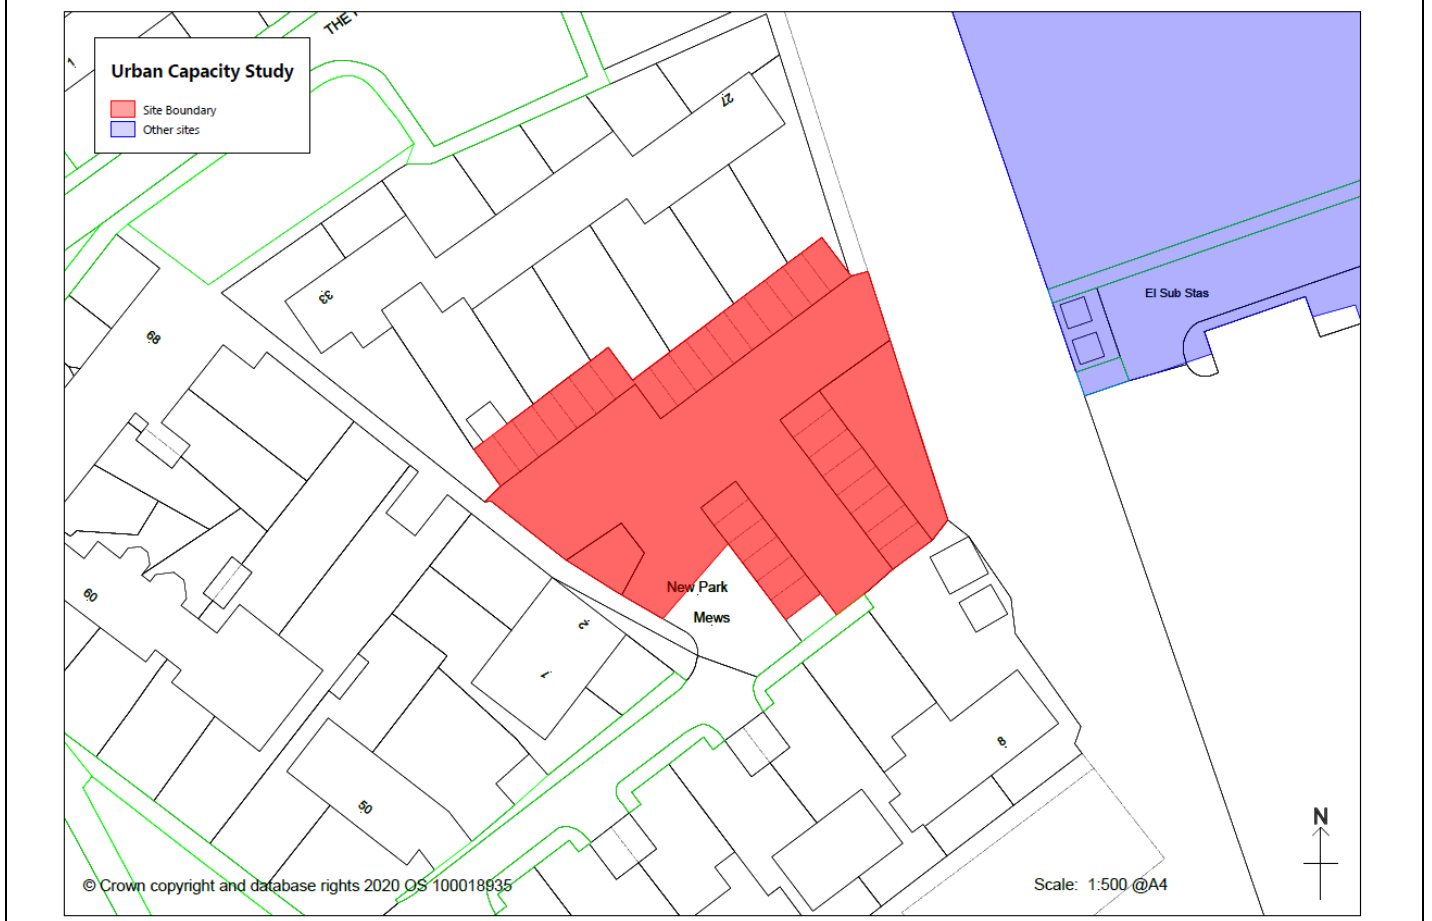 THE
Urban Capacity Study
Site Boundary
Other sites
1
27
33
68
El Sub Stas
New Park
Mews
60
2
1
8
50
N
© Crown copyright and database rights 2020 OS 100018935
Scale: 1:500 @A4